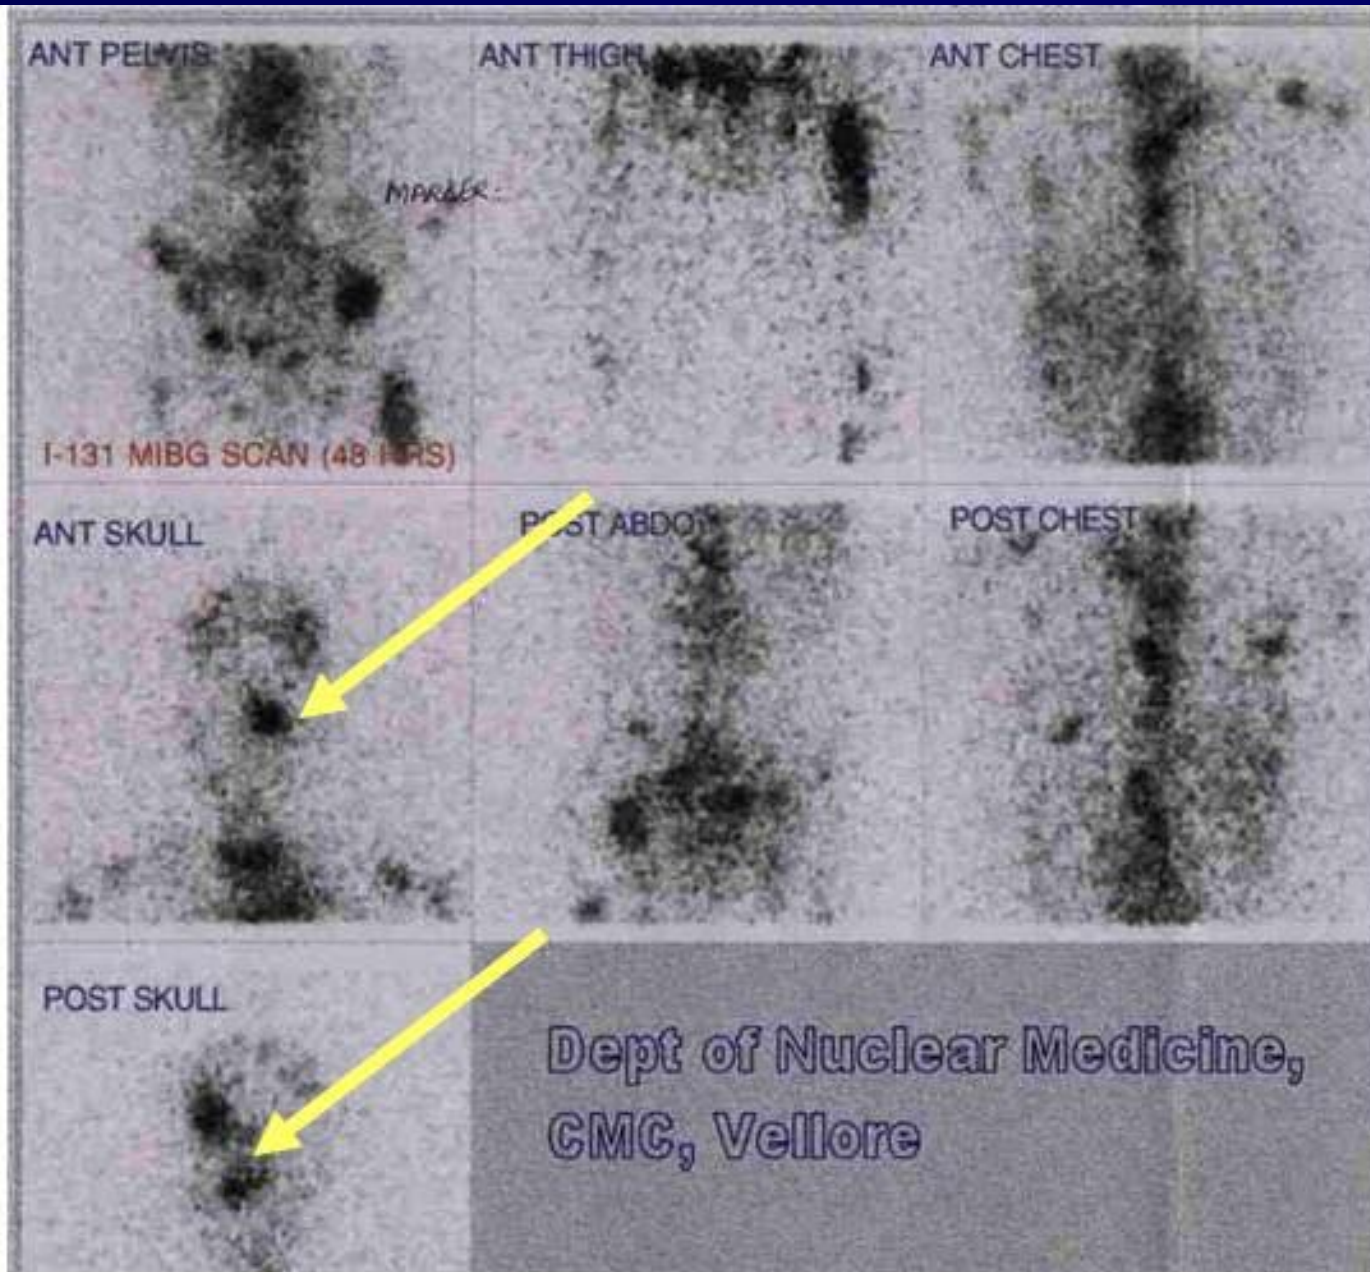 ANT PELVIS
ANT THIGH
ANT CHEST
MARKER:
I-131 MIBG SCAN (48 HRS)
ANT SKULL
POST ABDO
POST CHEST
POST SKULL
Dept of Nuclear Medicine,
CMC, Vellore